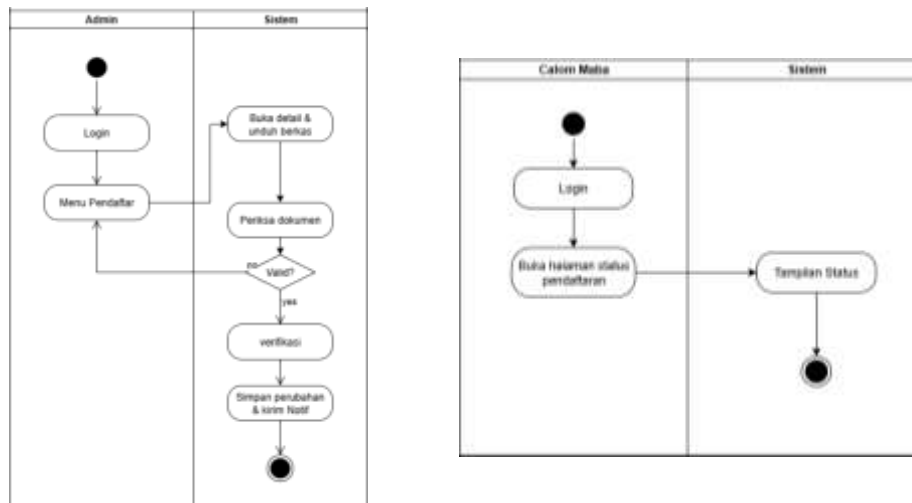 Admin
Sistem
Login
Menu Pendaftar
Buka detail &
unduh berkas
Periksa dokumen
Valid?
no
yes
verifikasi
Simpan perubahan
& kirim Notif
Calom Maba
Sistem
Login
Buka halaman status
pendaftaran
Tampilan Status